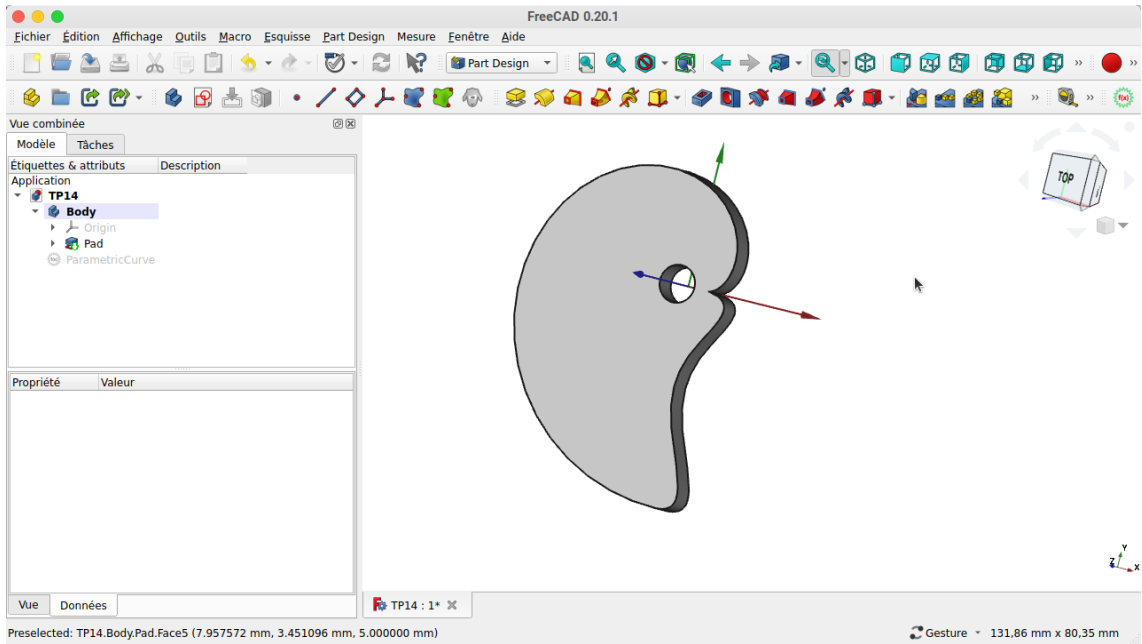 FreeCAD 0.20.1
Fichier Édition Affichage Outils Macro Esquisse Part Design Mesure Fenêtre Aide
Part Design
»
»
»
»
f(x)
Vue combinée
Modèle Tâches
Étiquettes & attributs Description
Application
TP14
Body
Origin
Pad
ParametricCurve
TOP
Propriété Valeur
Y
Z
X
Vue Données
TP14 : 1*
Preselected: TP14.Body.Pad.Face5 (7.957572 mm, 3.451096 mm, 5.000000 mm)
Gesture
131,86 mm x 80,35 mm